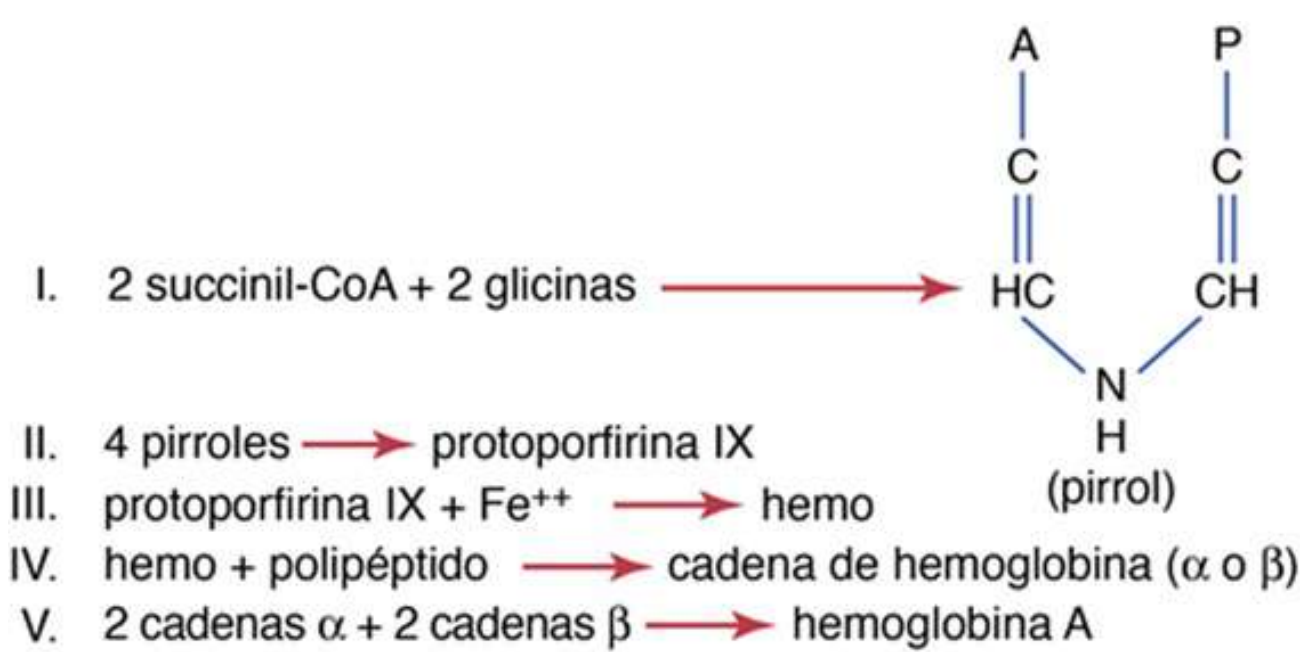 A P
C C
I. 2 succinil-CoA + 2 glicinas HC CH
N
II. 4 pirroles protoporfirina IX H
(pirrol)
III. protoporfirina IX + Fe⁺⁺ hemo
IV. hemo + polipéptido cadena de hemoglobina (α o β)
V. 2 cadenas α + 2 cadenas β hemoglobina A